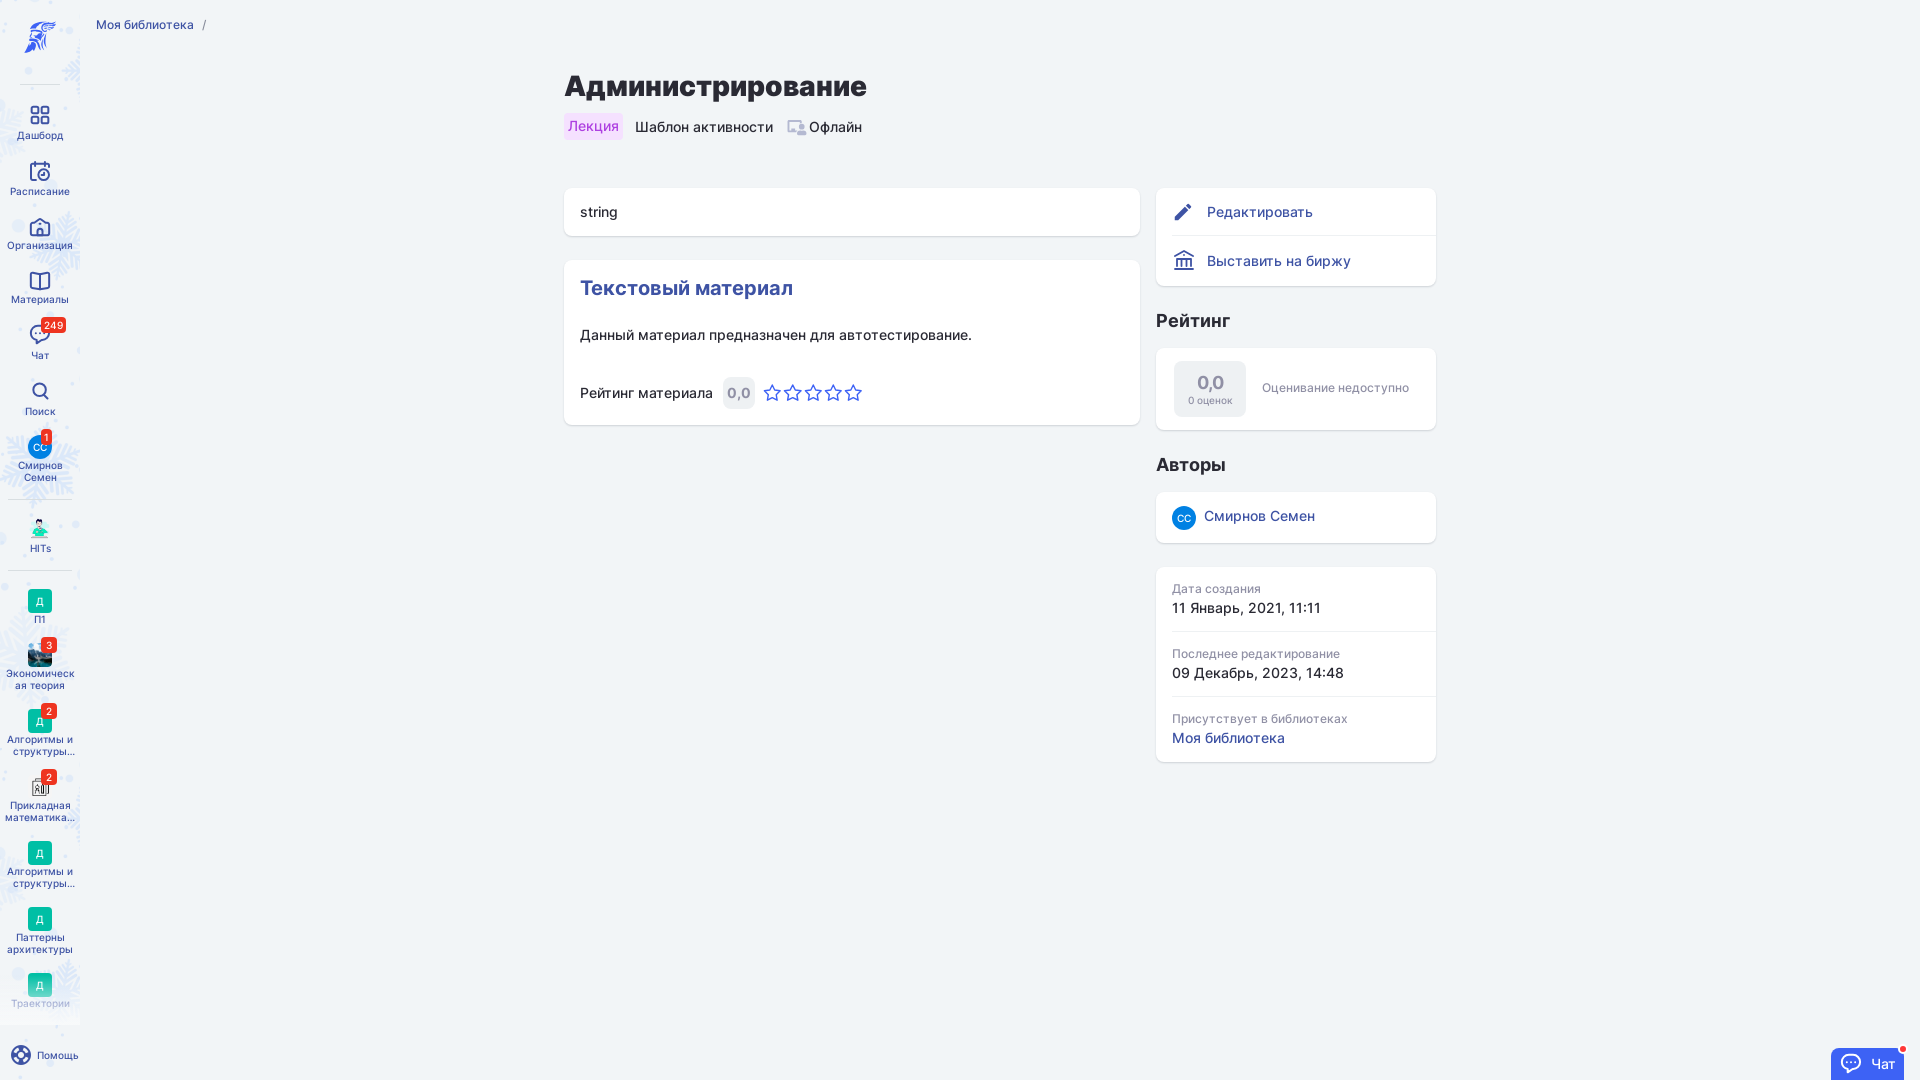 Моя библиотека /
Дашборд
Расписание
Организация
Материалы
249
Чат
Поиск
1
СС
Смирнов
Семен
HITs
Д
П1
3
Экономическ
ая теория
2
Д
Алгоритмы и
структуры...
2
Прикладная
математика...
Д
Алгоритмы и
структуры...
Д
Паттерны
архитектуры
Д
Траектории
Помощь
Администрирование
Лекция Шаблон активности Офлайн
string
Текстовый материал
Данный материал предназначен для автотестирование.
Рейтинг материала 0,0
Редактировать
Выставить на биржу
Рейтинг
0,0
0 оценок
Оценивание недоступно
Авторы
СС Смирнов Семен
Дата создания
11 Январь, 2021, 11:11
Последнее редактирование
09 Декабрь, 2023, 14:48
Присутствует в библиотеках
Моя библиотека
Чат